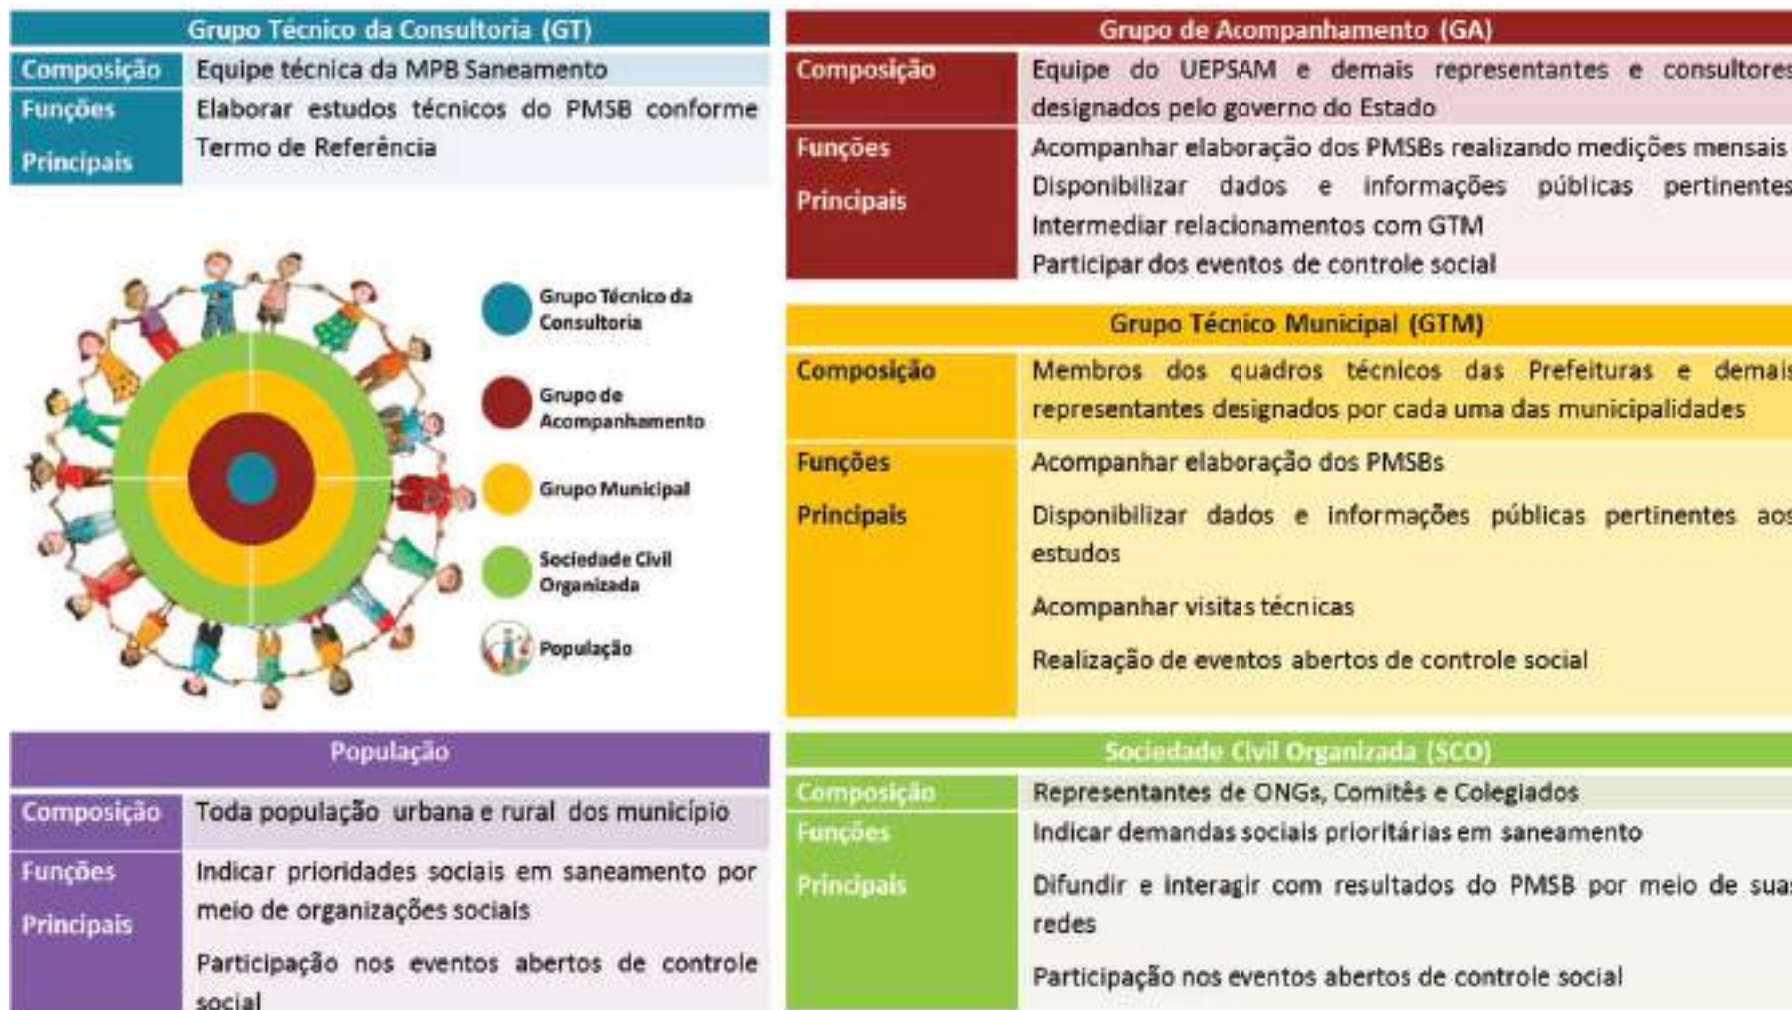 Grupo Técnico da Consultoria (GT)
Composição
Equipe técnica da MPB Saneamento
Funções
Principais
Elaborar estudos técnicos do PMSB conforme
Termo de Referência
Grupo de Acompanhamento (GA)
Composição
Equipe do UEPSAM e demais representantes e consultores
designados pelo governo do Estado
Funções
Principais
Acompanhar elaboração dos PMSBs realizando medições mensais
Disponibilizar dados e informações públicas pertinentes
Intermediar relacionamentos com GTM
Participar dos eventos de controle social
Grupo Técnico da
Consultoria
Grupo de
Acompanhamento
Grupo Municipal
Sociedade Civil
Organizada
População
Grupo Técnico Municipal (GTM)
Composição
Membros dos quadros técnicos das Prefeituras e demais
representantes designados por cada uma das municipalidades
Funções
Principais
Acompanhar elaboração dos PMSBs
Disponibilizar dados e informações públicas pertinentes aos
estudos
Acompanhar visitas técnicas
Realização de eventos abertos de controle social
População
Composição
Toda população urbana e rural dos município
Funções
Principais
Indicar prioridades sociais em saneamento por
meio de organizações sociais
Participação nos eventos abertos de controle
social
Sociedade Civil Organizada (SCO)
Composição
Representantes de ONGs, Comitês e Colegiados
Funções
Principais
Indicar demandas sociais prioritárias em saneamento
Difundir e interagir com resultados do PMSB por meio de suas
redes
Participação nos eventos abertos de controle social